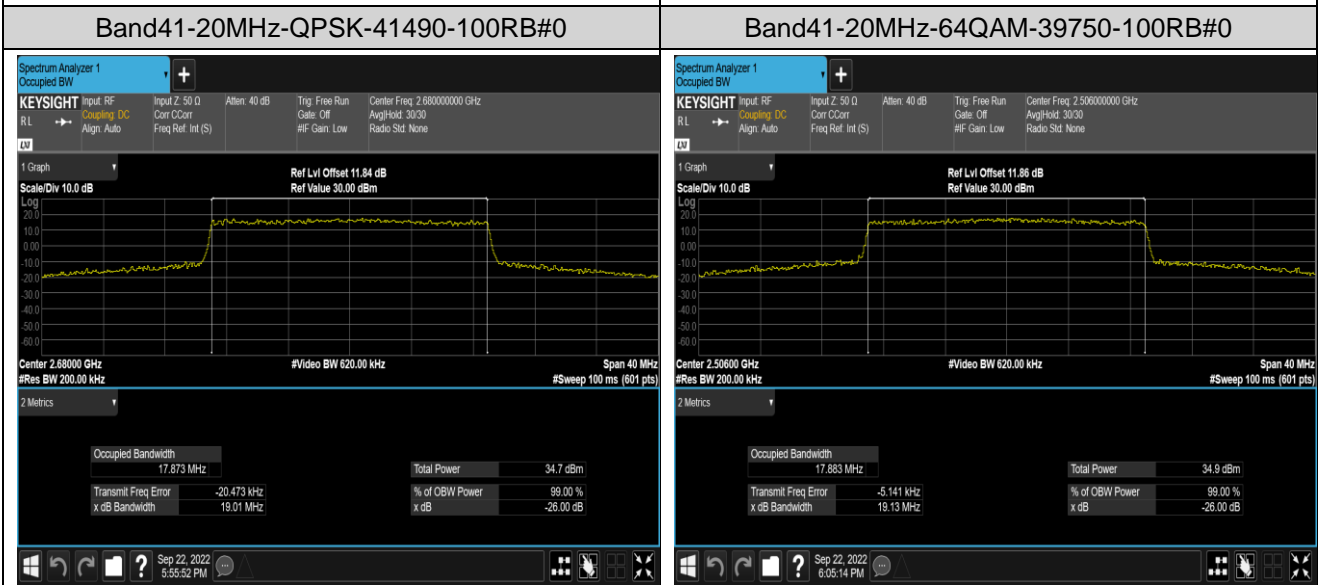 Band41-20MHz-QPSK-41490-100RB#0
Spectrum Analyzer 1
Occupied BW
KEYSIGHT Input: RF Input Z: 50 Ω Atten: 40 dB Trig: Free Run Center Freq: 2.680000000 GHz
RL Coupling: DC Corr CCorr Gate: Off Avg|Hold: 30/30
Align: Auto Freq Ref: Int (S) #IF Gain: Low Radio Std: None
LXI
1 Graph
Ref Lvl Offset 11.84 dB
Scale/Div 10.0 dB Ref Value 30.00 dBm
Log
20.0
10.0
0.00
-10.0
-20.0
-30.0
-40.0
-50.0
-60.0
Center 2.68000 GHz #Video BW 620.00 kHz Span 40 MHz
#Res BW 200.00 kHz #Sweep 100 ms (601 pts)
2 Metrics
Occupied Bandwidth
17.873 MHz Total Power 34.7 dBm
Transmit Freq Error -20.473 kHz % of OBW Power 99.00 %
x dB Bandwidth 19.01 MHz x dB -26.00 dB
Sep 22, 2022
5:55:52 PM
Band41-20MHz-64QAM-39750-100RB#0
Spectrum Analyzer 1
Occupied BW
KEYSIGHT Input: RF Input Z: 50 Ω Atten: 40 dB Trig: Free Run Center Freq: 2.506000000 GHz
RL Coupling: DC Corr CCorr Gate: Off Avg|Hold: 30/30
Align: Auto Freq Ref: Int (S) #IF Gain: Low Radio Std: None
LXI
1 Graph
Ref Lvl Offset 11.86 dB
Scale/Div 10.0 dB Ref Value 30.00 dBm
Log
20.0
10.0
0.00
-10.0
-20.0
-30.0
-40.0
-50.0
-60.0
Center 2.50600 GHz #Video BW 620.00 kHz Span 40 MHz
#Res BW 200.00 kHz #Sweep 100 ms (601 pts)
2 Metrics
Occupied Bandwidth
17.883 MHz Total Power 34.9 dBm
Transmit Freq Error -5.141 kHz % of OBW Power 99.00 %
x dB Bandwidth 19.13 MHz x dB -26.00 dB
Sep 22, 2022
6:05:14 PM